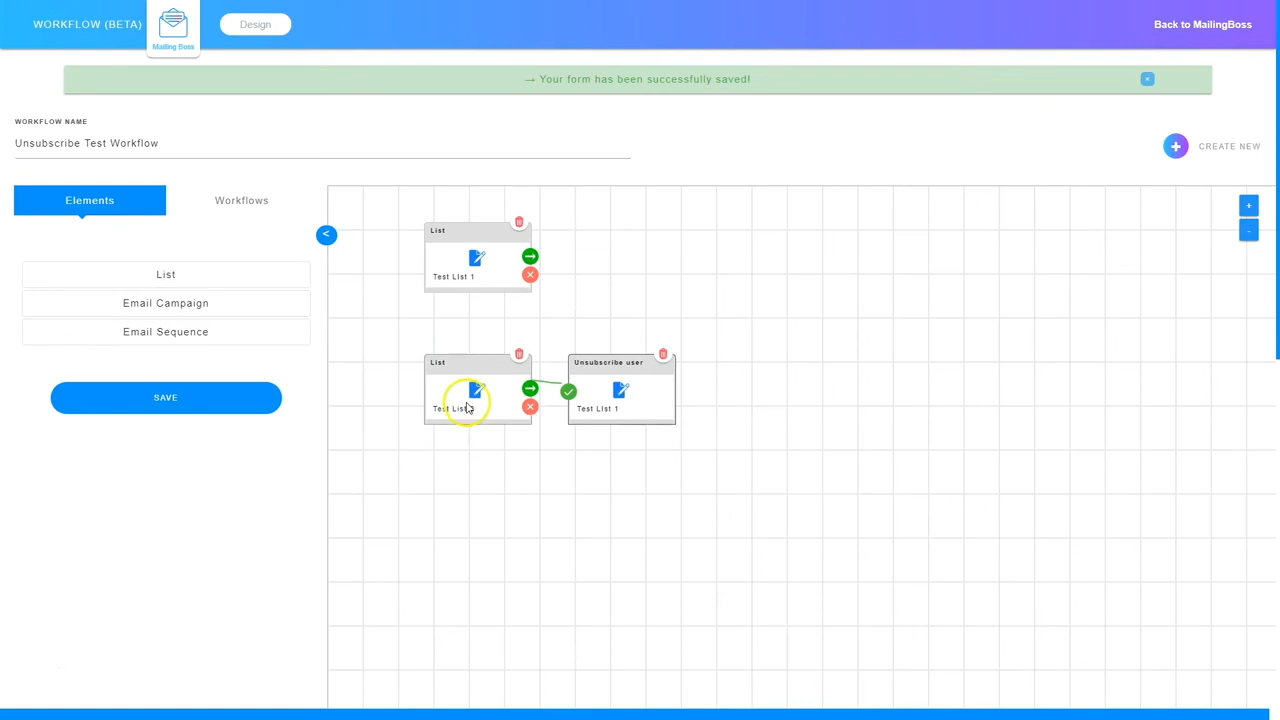 WORKFLOW (BETA)
Mailing Boss
Design
Back to MailingBoss
→ Your form has been successfully saved!
×
WORKFLOW NAME
Unsubscribe Test Workflow
+ CREATE NEW
Elements
Workflows
<
+
-
List
Email Campaign
Email Sequence
SAVE
List
Test LIst 1
List
Test List
Unsubscribe user
Test LIst 1